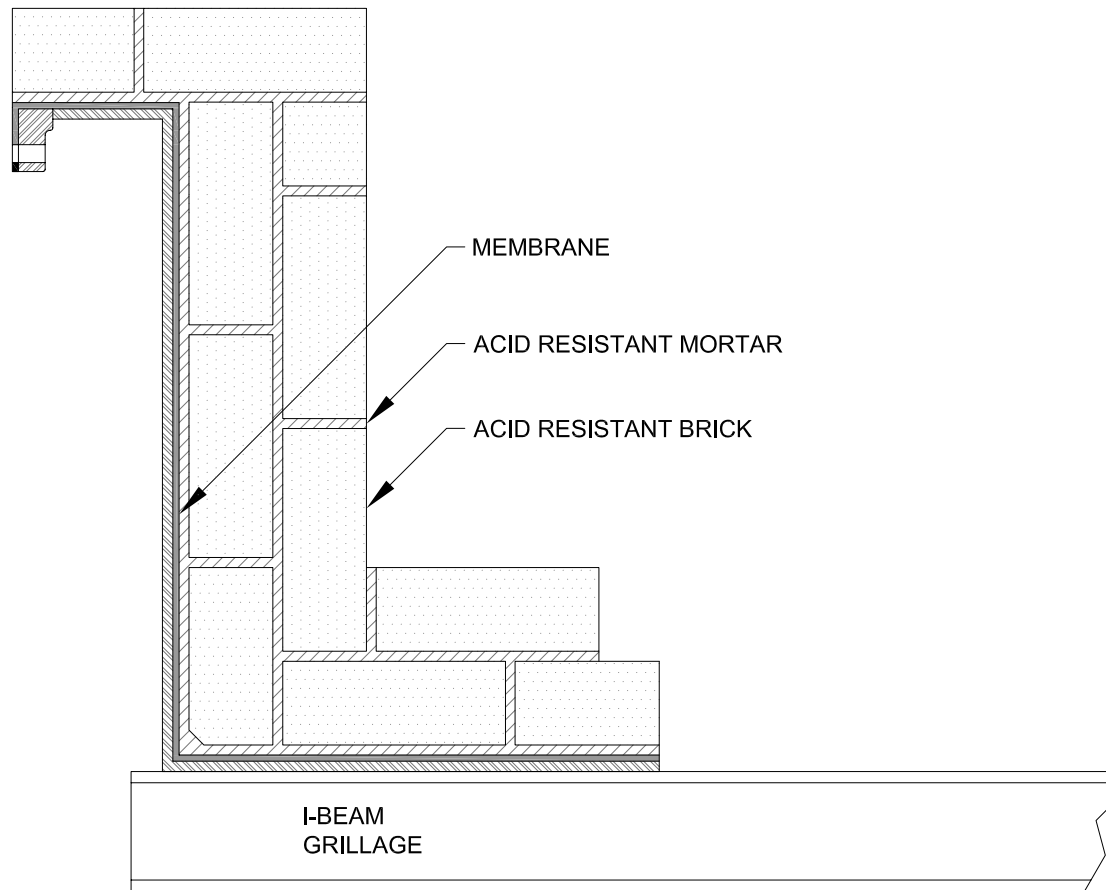 MEMBRANE
ACID RESISTANT MORTAR
ACID RESISTANT BRICK
I-BEAM
GRILLAGE